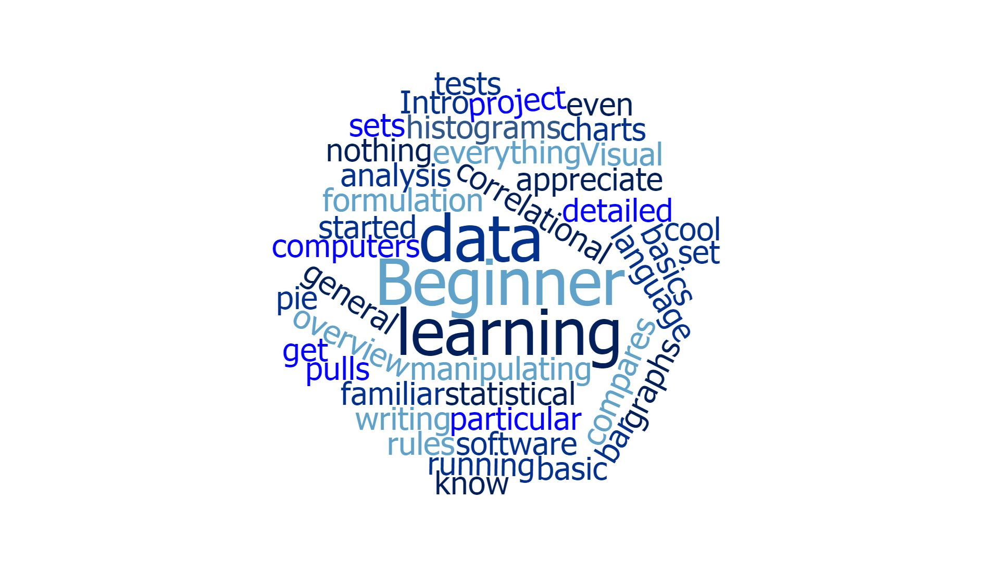 tests
Intro project even
sets histograms charts
nothing everything Visual
analysis correlational appreciate
formulation detailed
started data cool
computers basics set
language
Beginner
general
pie
learning
overview
get
pulls manipulating compares
bar graphs
familiar statistical
writing particular
rules software
running basic
know